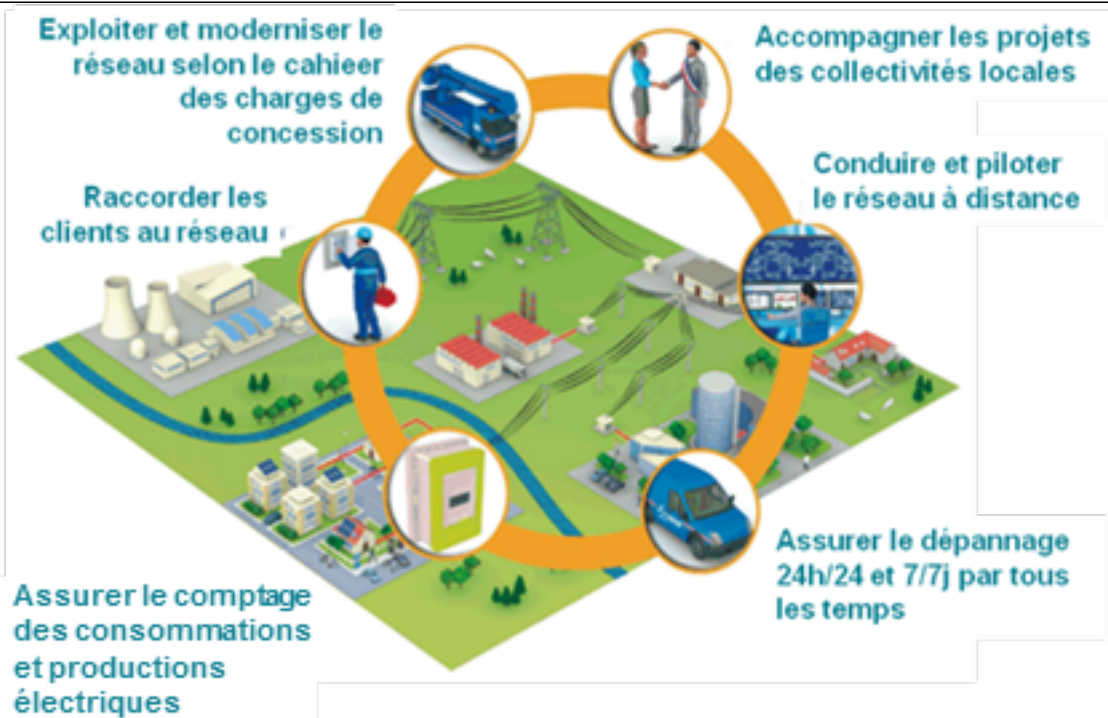 Exploiter et moderniser le
réseau selon le cahieer
des charges de
concession
Accompagner les projets
des collectivités locales
Conduire et piloter
le réseau à distance
Raccorder les
clients au réseau
Assurer le dépannage
24h/24 et 7/7j par tous
les temps
Assurer le comptage
des consommations
et productions
électriques